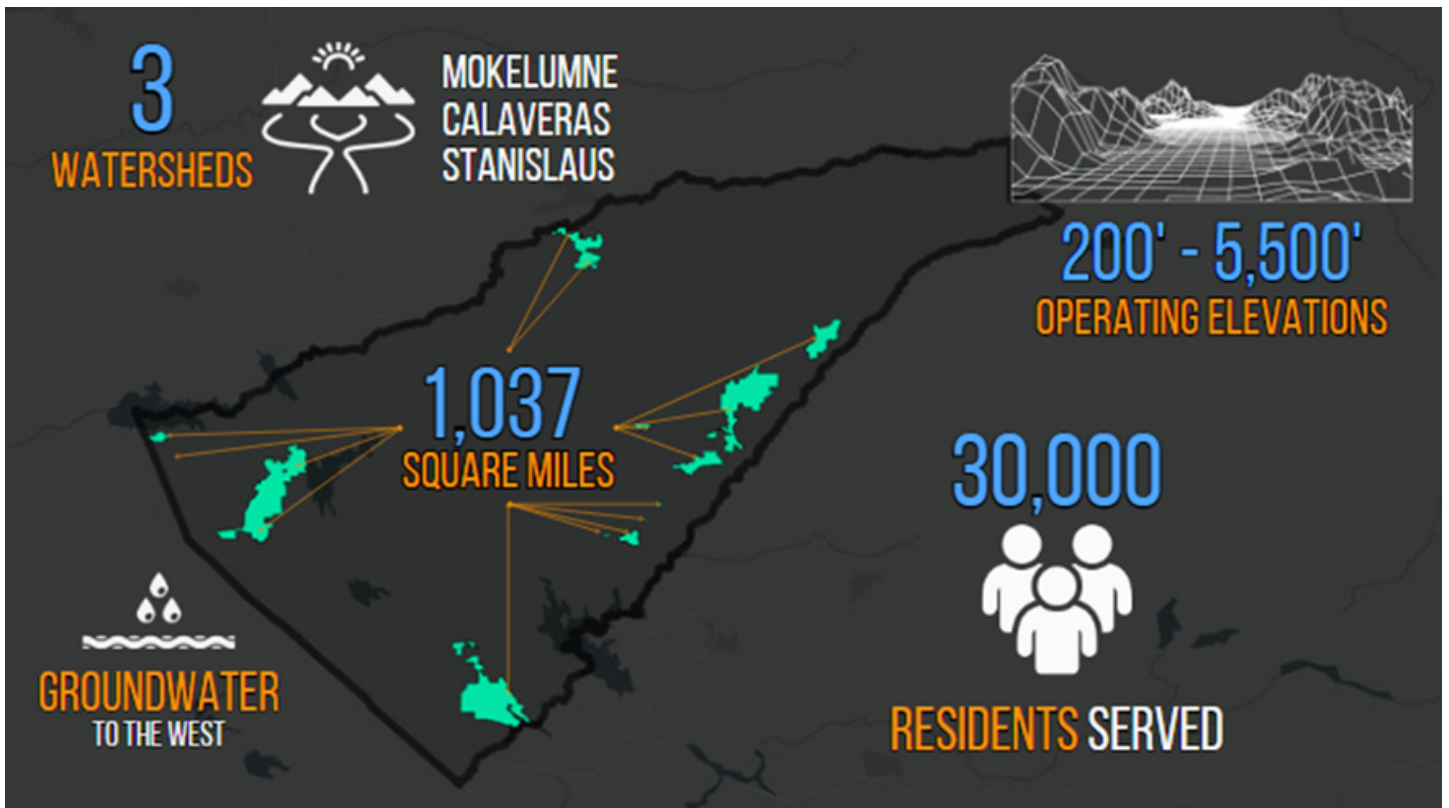 3
WATERSHEDS
MOKELUMNE
CALAVERAS
STANISLAUS
200' - 5,500'
OPERATING ELEVATIONS
1,037
SQUARE MILES
30,000
RESIDENTS SERVED
GROUNDWATER
TO THE WEST